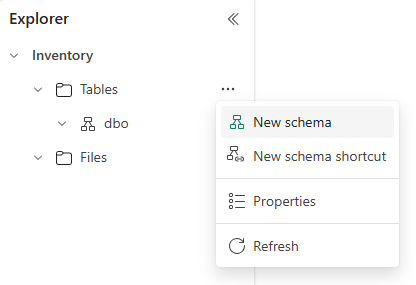 Explorer
Inventory
Tables
New schema
dbo
New schema shortcut
Files
Properties
Refresh